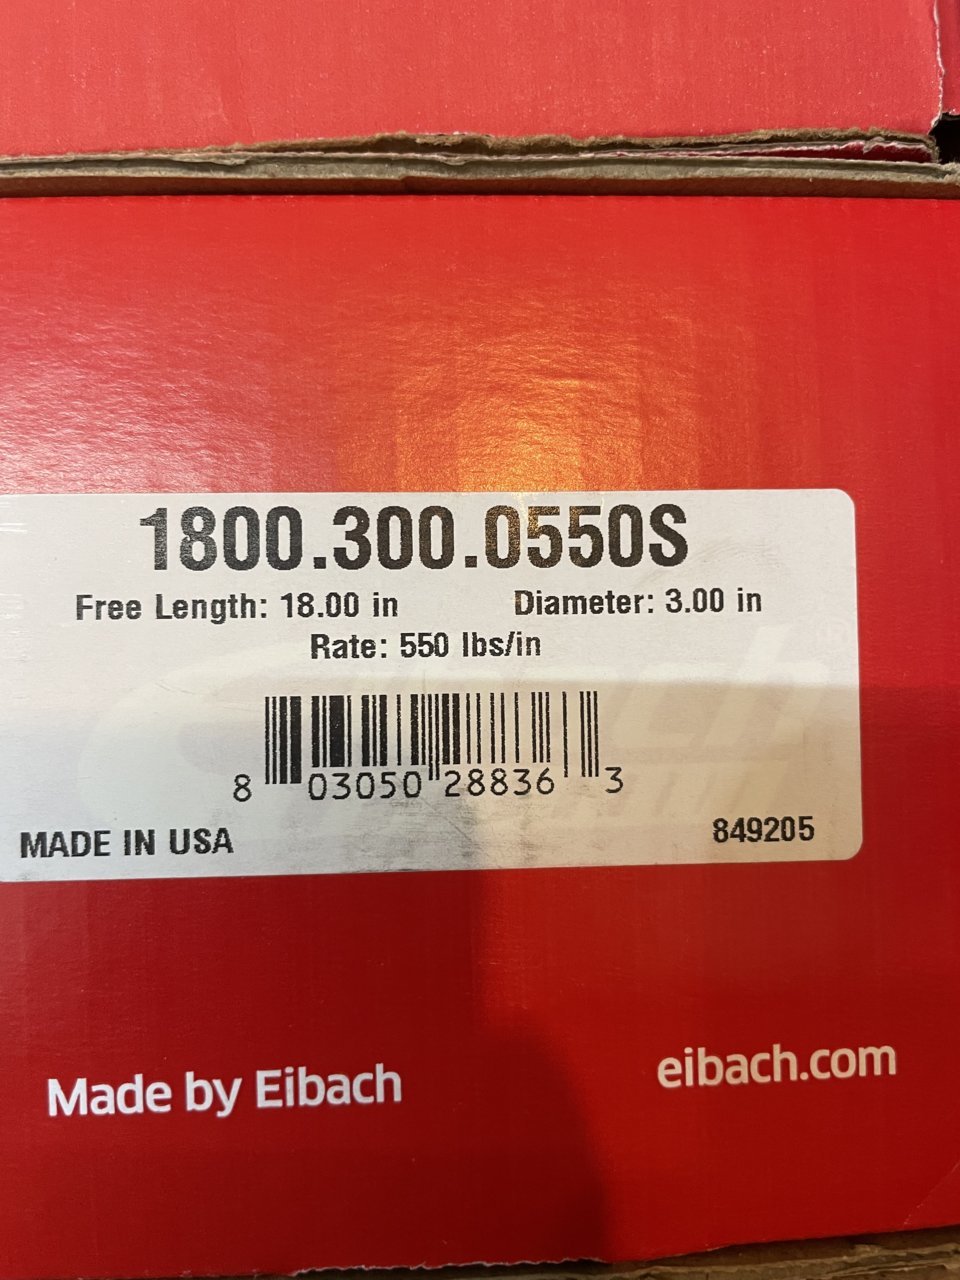 1800.300.0550S
Free Length: 18.00 in Diameter: 3.00 in
Rate: 550 lbs/in
8 03050 28836 3
MADE IN USA 849205
Made by Eibach eibach.com